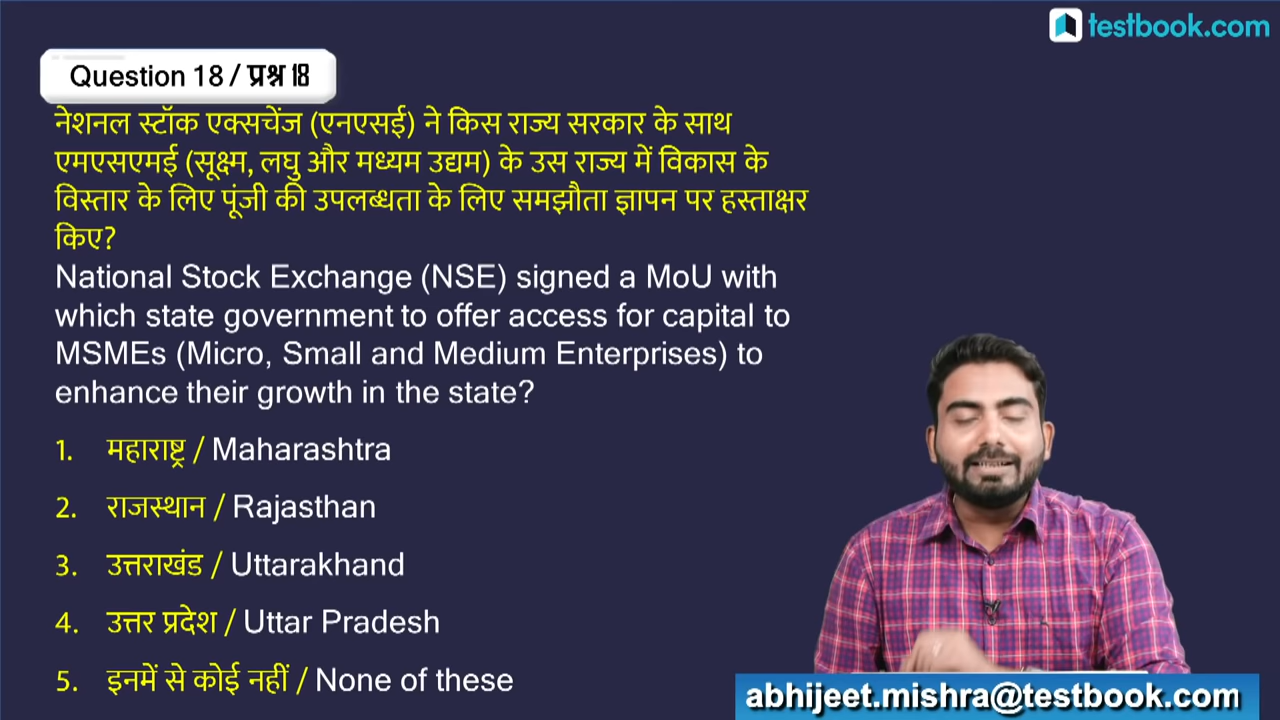 testbook.com
Question 18 / प्रश्न 18
नेशनल स्टॉक एक्सचेंज (एनएसई) ने किस राज्य सरकार के साथ
एमएसएमई (सूक्ष्म, लघु और मध्यम उद्यम) के उस राज्य में विकास के
विस्तार के लिए पूंजी की उपलब्धता के लिए समझौता ज्ञापन पर हस्ताक्षर
किए?
National Stock Exchange (NSE) signed a MoU with
which state government to offer access for capital to
MSMEs (Micro, Small and Medium Enterprises) to
enhance their growth in the state?
1. महाराष्ट्र / Maharashtra
2. राजस्थान / Rajasthan
3. उत्तराखंड / Uttarakhand
4. उत्तर प्रदेश / Uttar Pradesh
5. इनमें से कोई नहीं / None of these
abhijeet.mishra@testbook.com